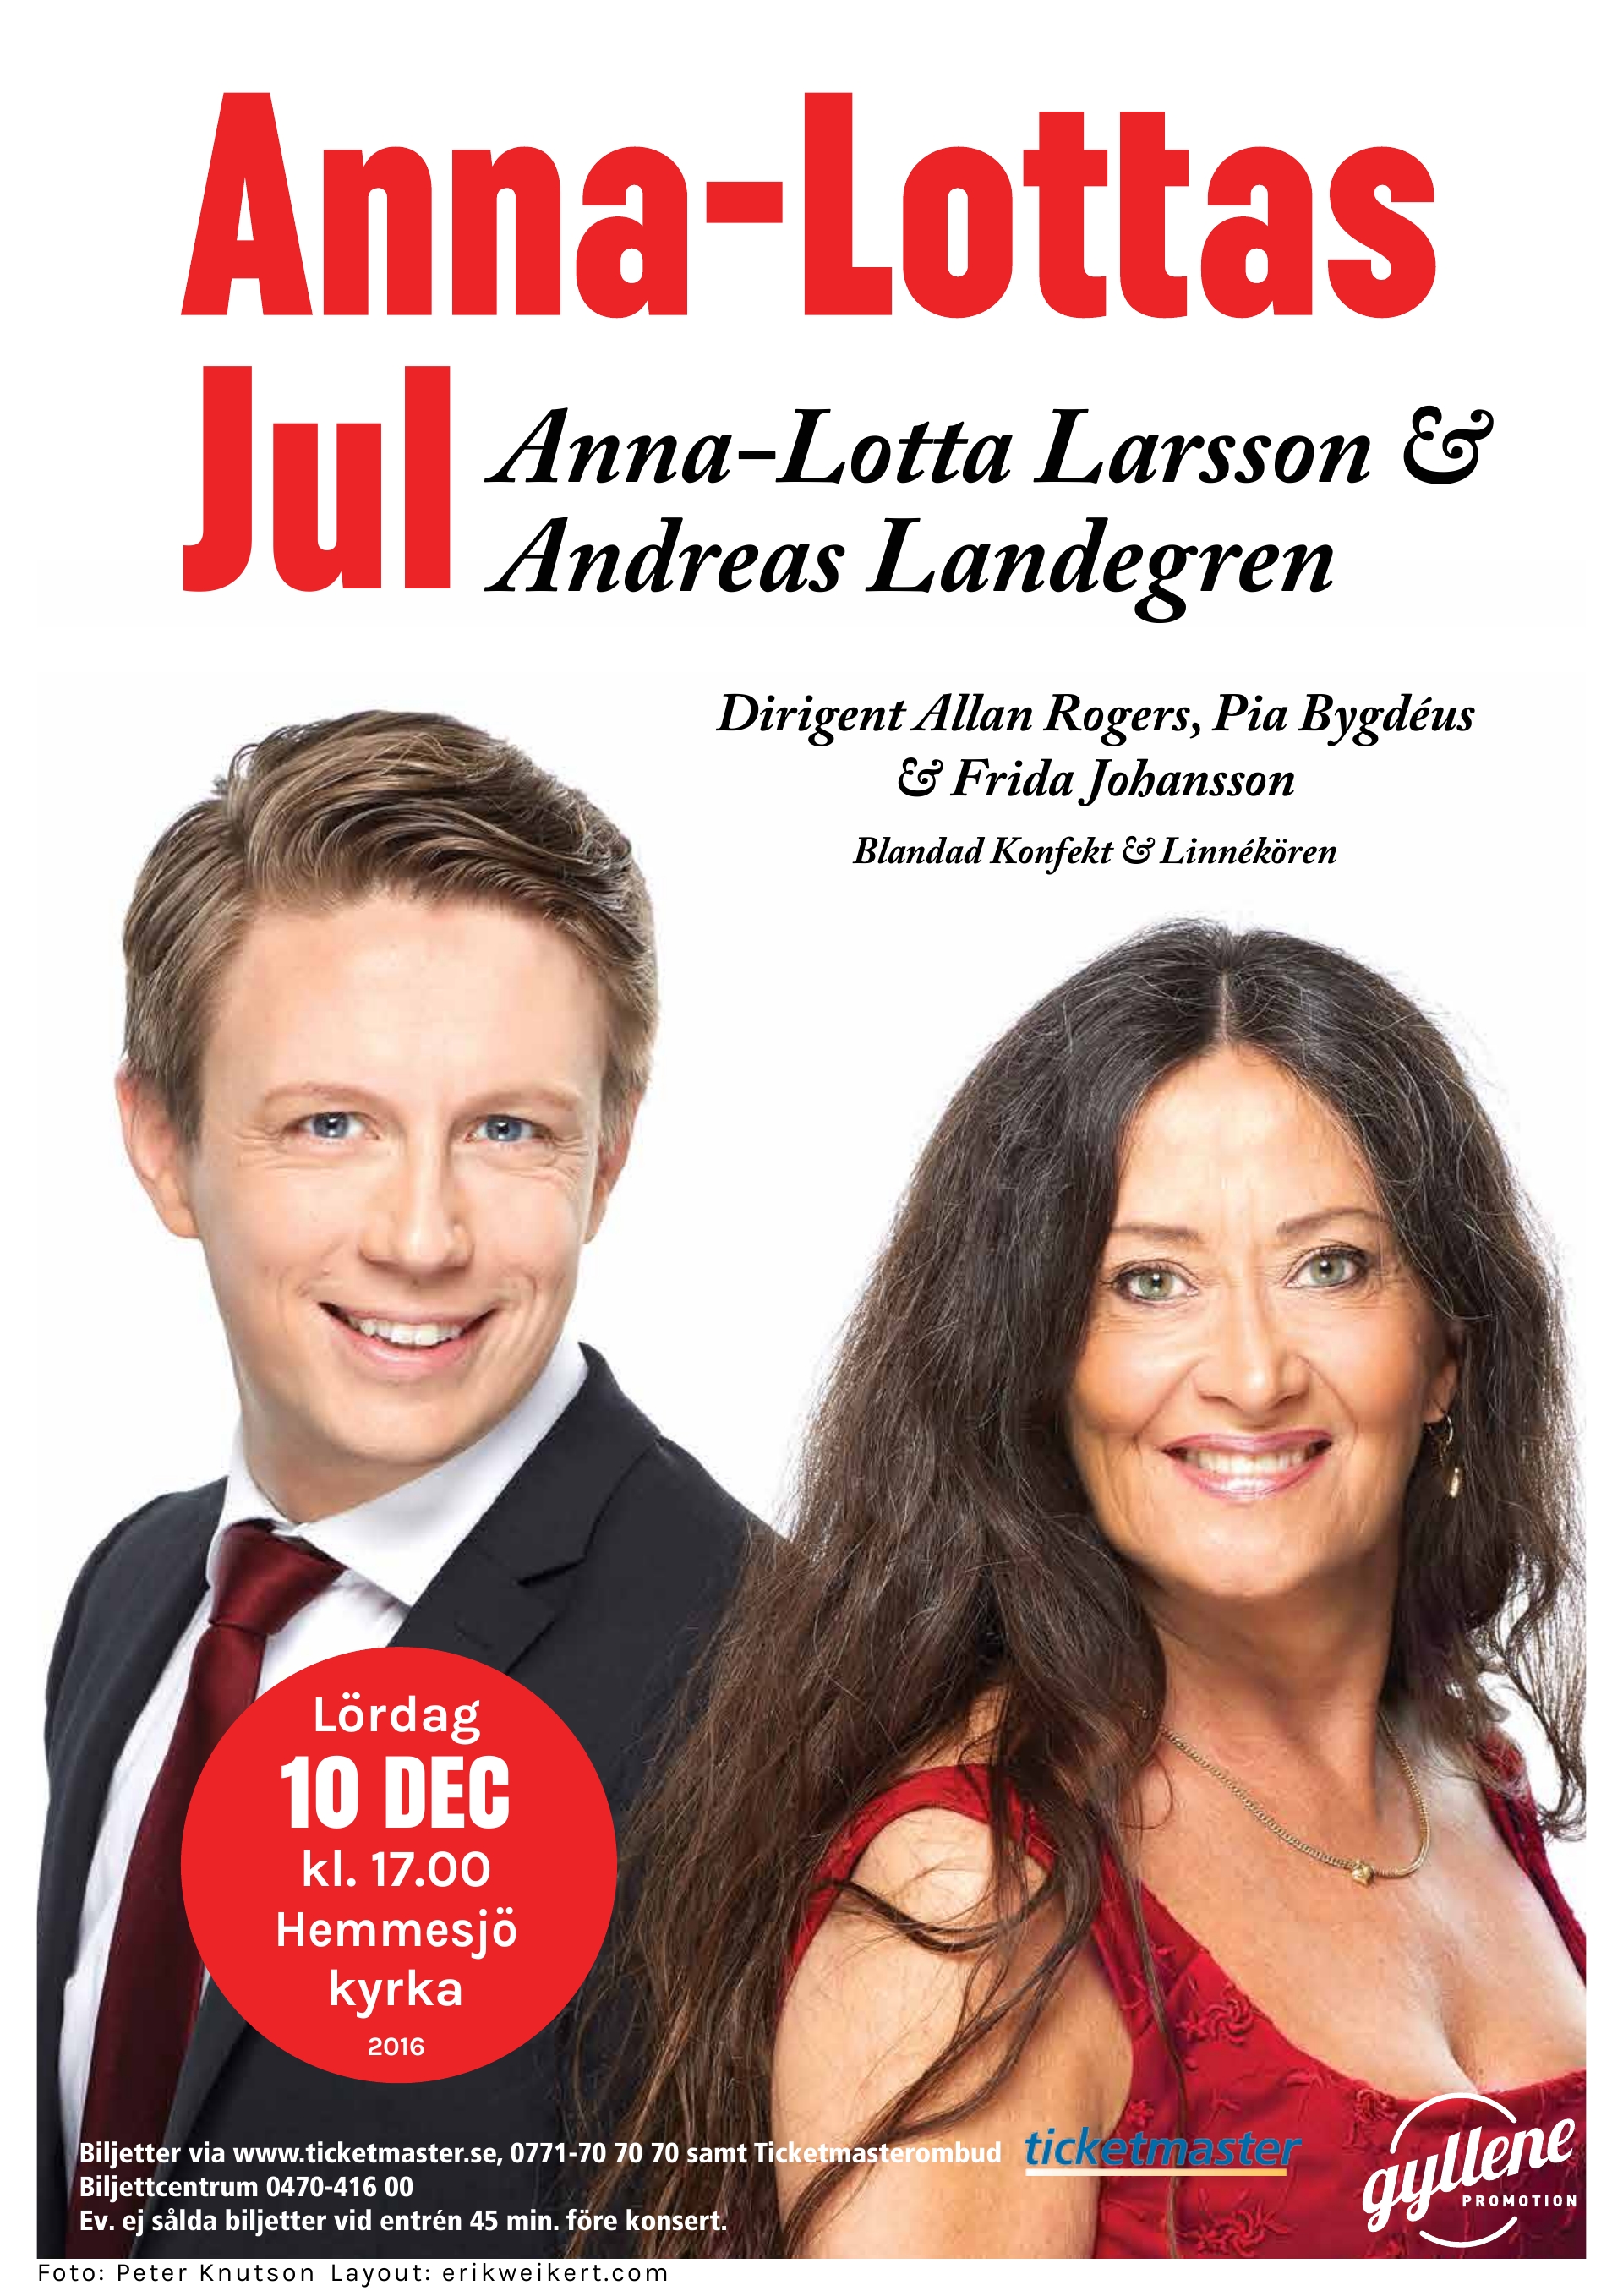 Anna-Lottas
Jul
Anna-Lotta Larsson &
Andreas Landegren
Dirigent Allan Rogers, Pia Bygdéus
& Frida Johansson
Blandad Konfekt & Linnékören
Lördag
10 DEC
kl. 17.00
Hemmesjö
kyrka
2016
Biljetter via www.ticketmaster.se, 0771-70 70 70 samt Ticketmasterombud
Biljettcentrum 0470-416 00
Ev. ej sålda biljetter vid entrén 45 min. före konsert.
ticketmaster
gyllene
PROMOTION
Foto: Peter Knutson Layout: erikweikert.com